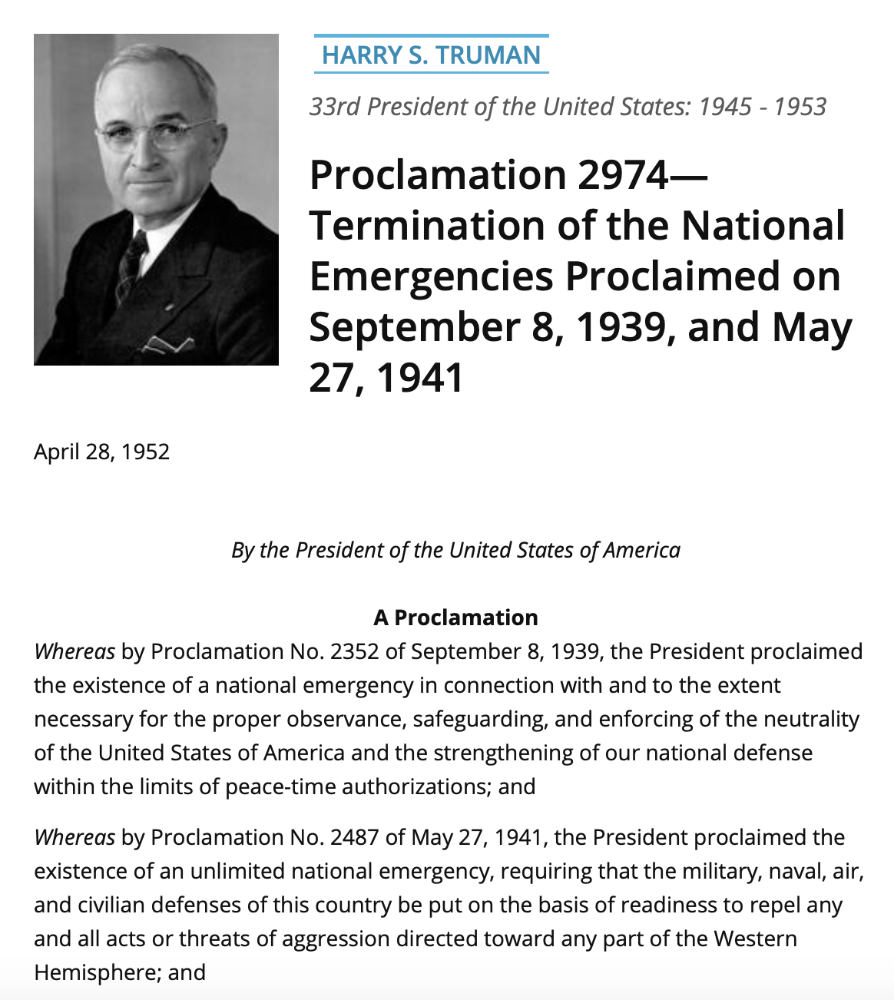 HARRY S. TRUMAN
33rd President of the United States: 1945 - 1953
Proclamation 2974—
Termination of the National
Emergencies Proclaimed on
September 8, 1939, and May
27, 1941
April 28, 1952
By the President of the United States of America
A Proclamation
Whereas by Proclamation No. 2352 of September 8, 1939, the President proclaimed
the existence of a national emergency in connection with and to the extent
necessary for the proper observance, safeguarding, and enforcing of the neutrality
of the United States of America and the strengthening of our national defense
within the limits of peace-time authorizations; and
Whereas by Proclamation No. 2487 of May 27, 1941, the President proclaimed the
existence of an unlimited national emergency, requiring that the military, naval, air,
and civilian defenses of this country be put on the basis of readiness to repel any
and all acts or threats of aggression directed toward any part of the Western
Hemisphere; and